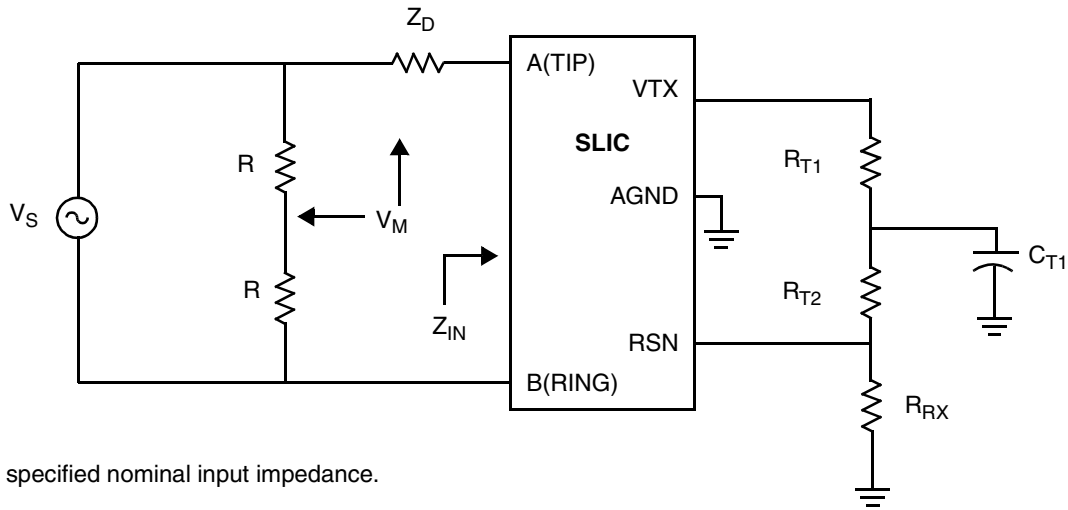 Z_D
A(TIP)
VTX
SLIC
R_T1
R
AGND
V_S
V_M
C_T1
R
R_T2
Z_IN
RSN
B(RING)
R_RX
specified nominal input impedance.